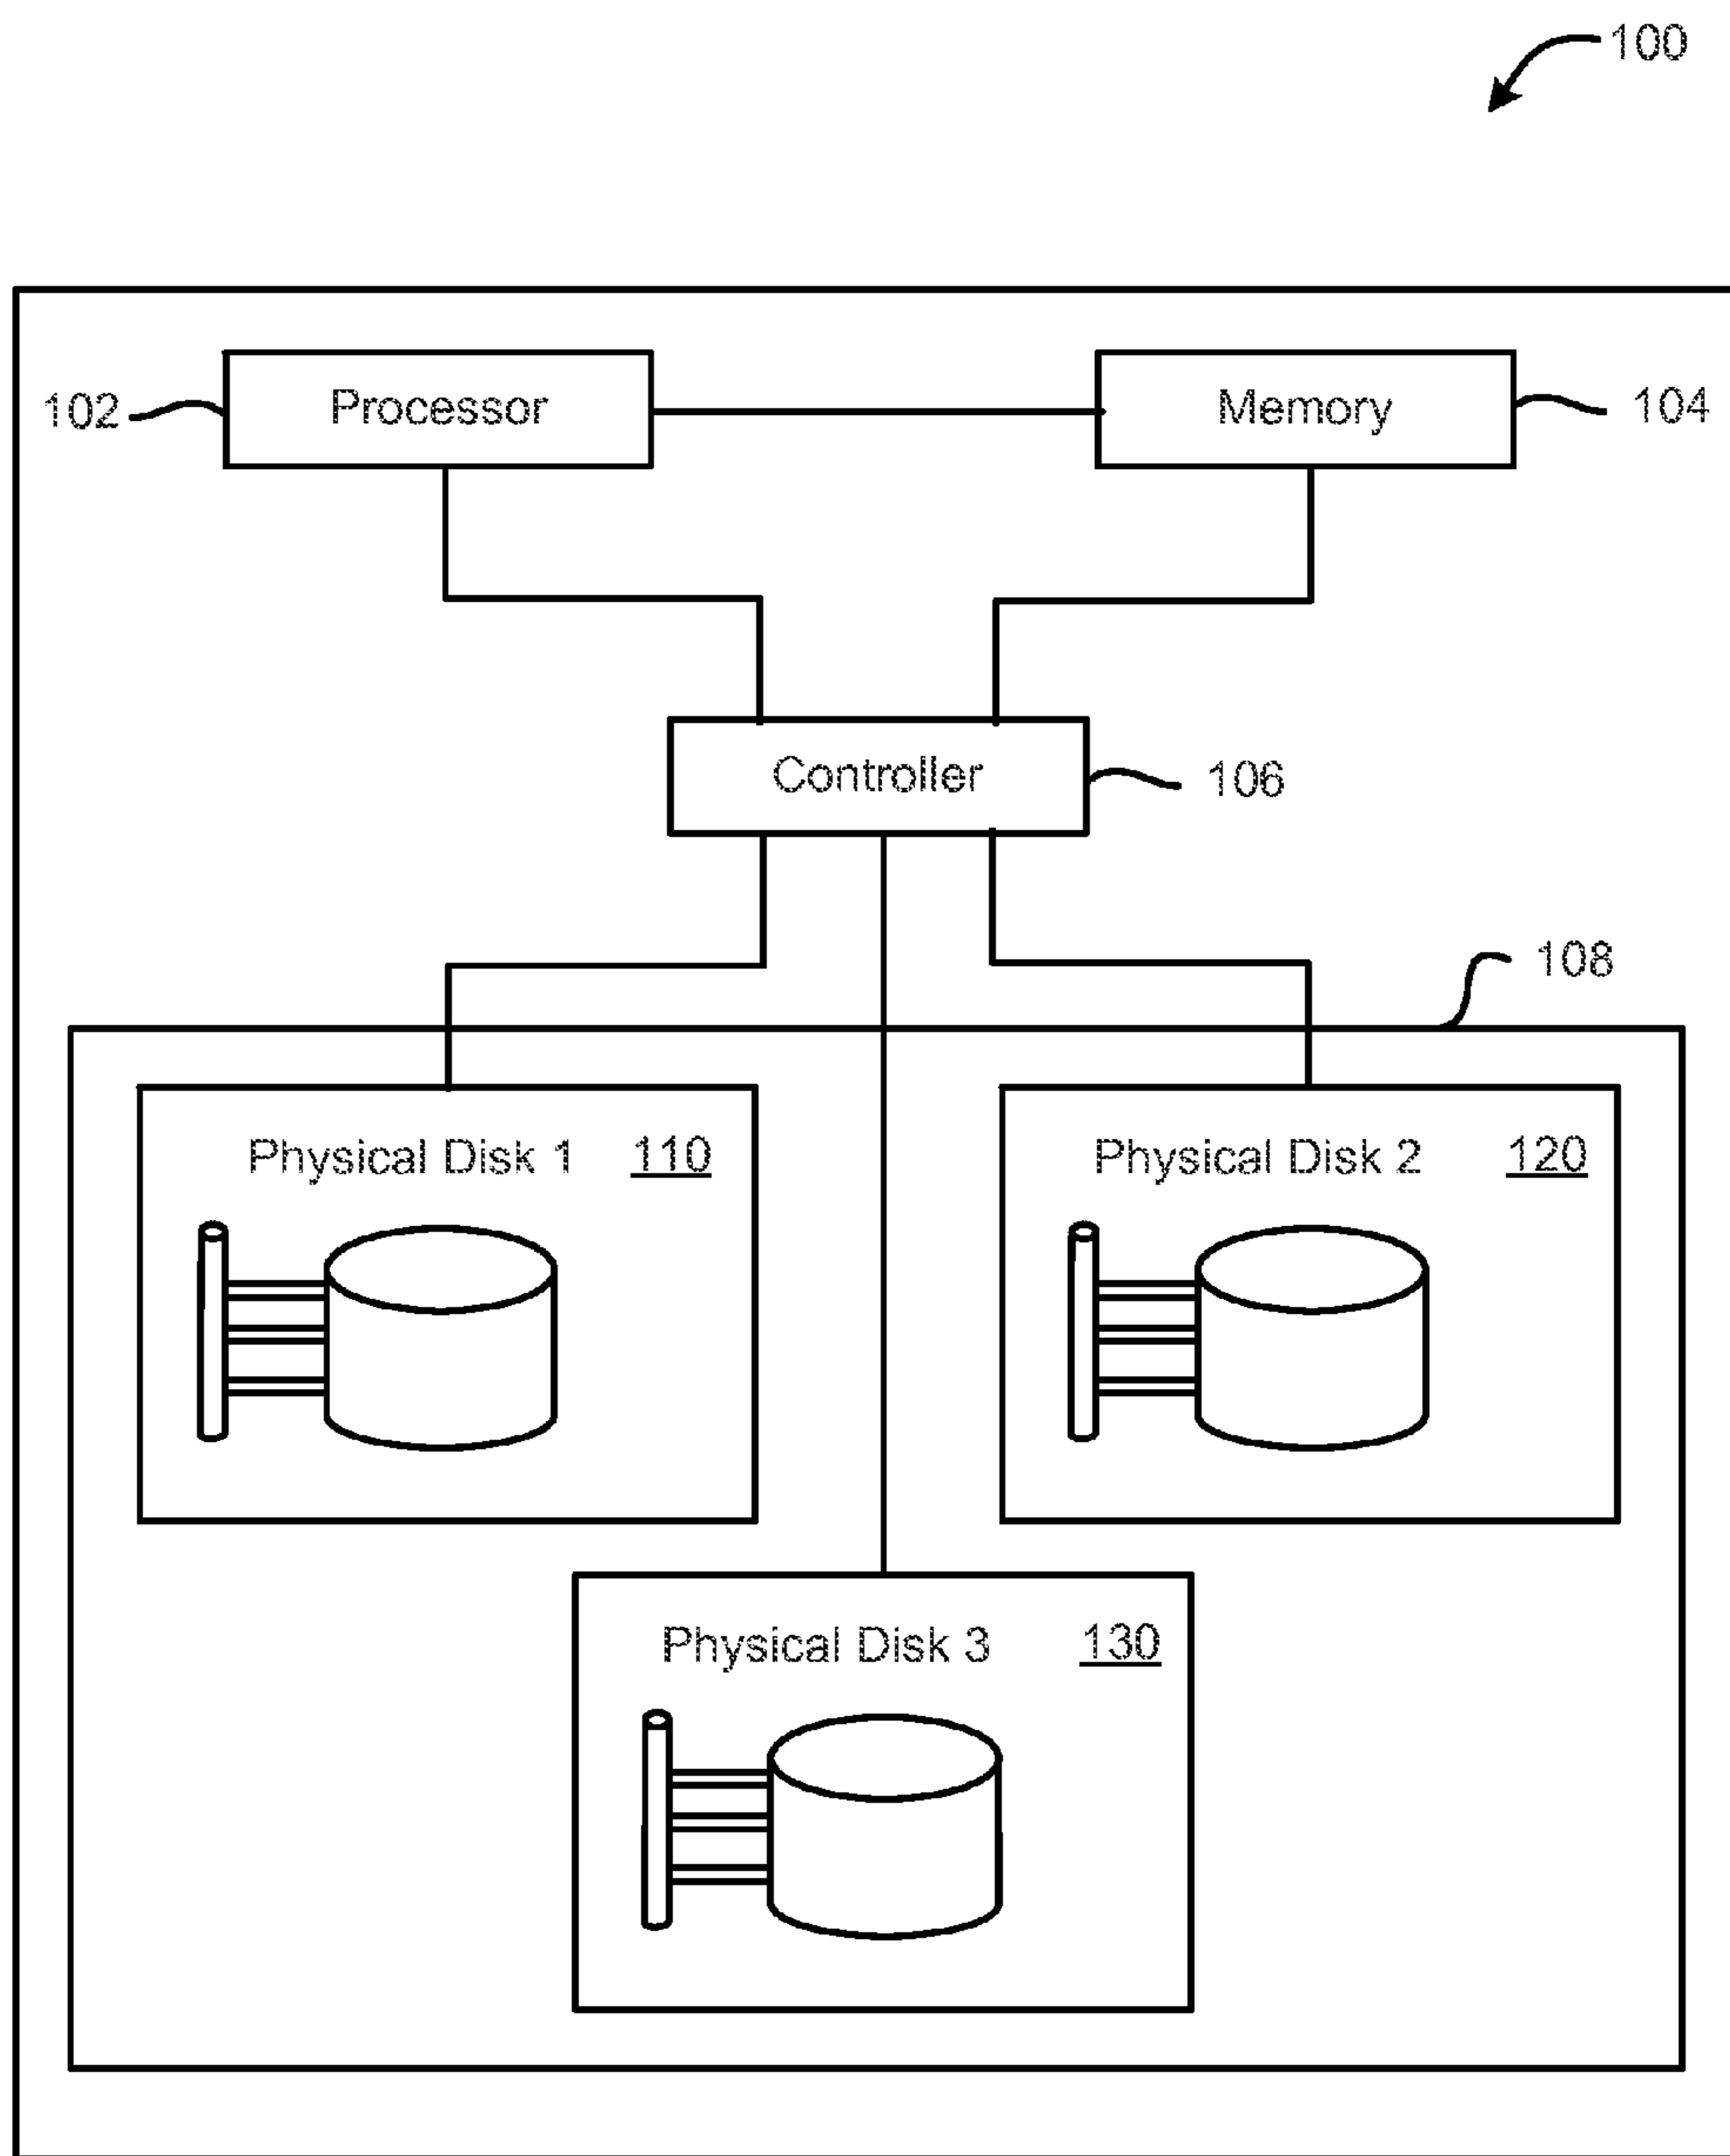 100
102 Processor Memory 104
Controller 106
108
Physical Disk 1 110 Physical Disk 2 120
Physical Disk 3 130